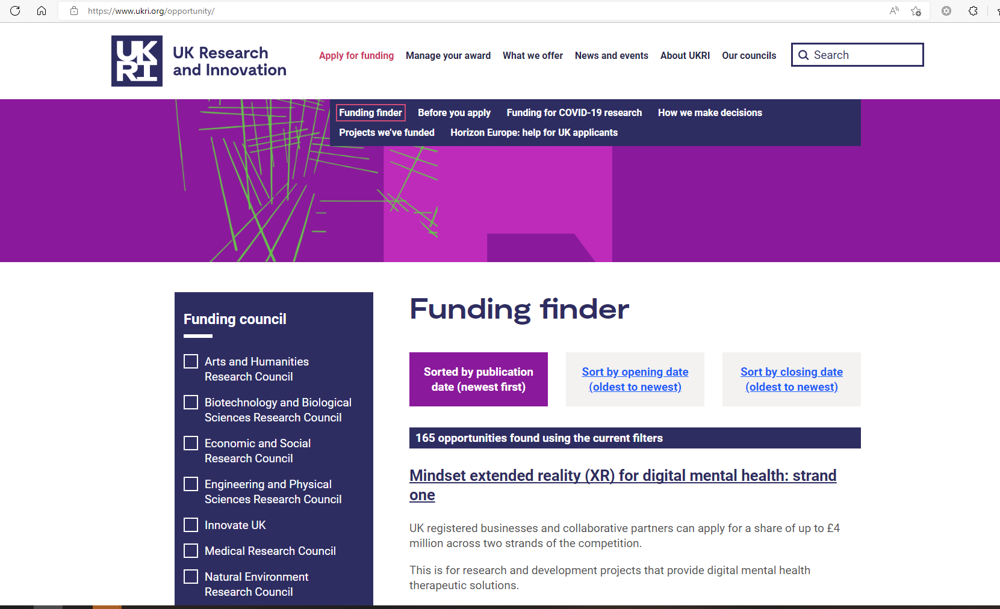 https://www.ukri.org/opportunity/
UK
RI
UK Research
and Innovation
Apply for funding
Manage your award
What we offer
News and events
About UKRI
Our councils
Search
Funding finder
Before you apply
Funding for COVID-19 research
How we make decisions
Projects we've funded
Horizon Europe: help for UK applicants
Funding council
Arts and Humanities
Research Council
Biotechnology and Biological
Sciences Research Council
Economic and Social
Research Council
Engineering and Physical
Sciences Research Council
Innovate UK
Medical Research Council
Natural Environment
Research Council
Funding finder
Sorted by publication
date (newest first)
Sort by opening date
(oldest to newest)
Sort by closing date
(oldest to newest)
165 opportunities found using the current filters
Mindset extended reality (XR) for digital mental health: strand
one
UK registered businesses and collaborative partners can apply for a share of up to £4
million across two strands of the competition.
This is for research and development projects that provide digital mental health
therapeutic solutions.